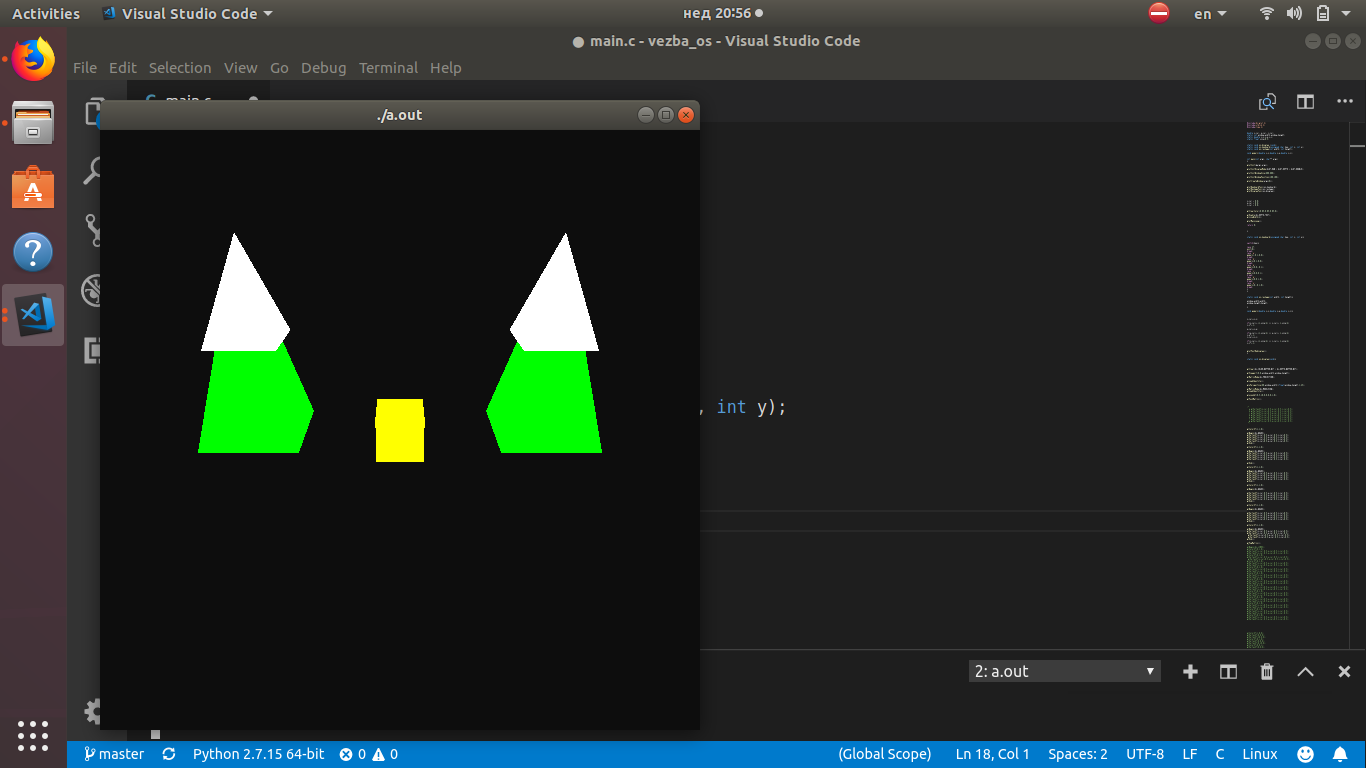 Activities
Visual Studio Code
нед 20:56
en
main.c - vezba_os - Visual Studio Code
File Edit Selection View Go Debug Terminal Help
main.c
./a.out
, int y);
2: a.out
master
Python 2.7.15 64-bit
0
0
(Global Scope)
Ln 18, Col 1
Spaces: 2
UTF-8
LF
C
Linux